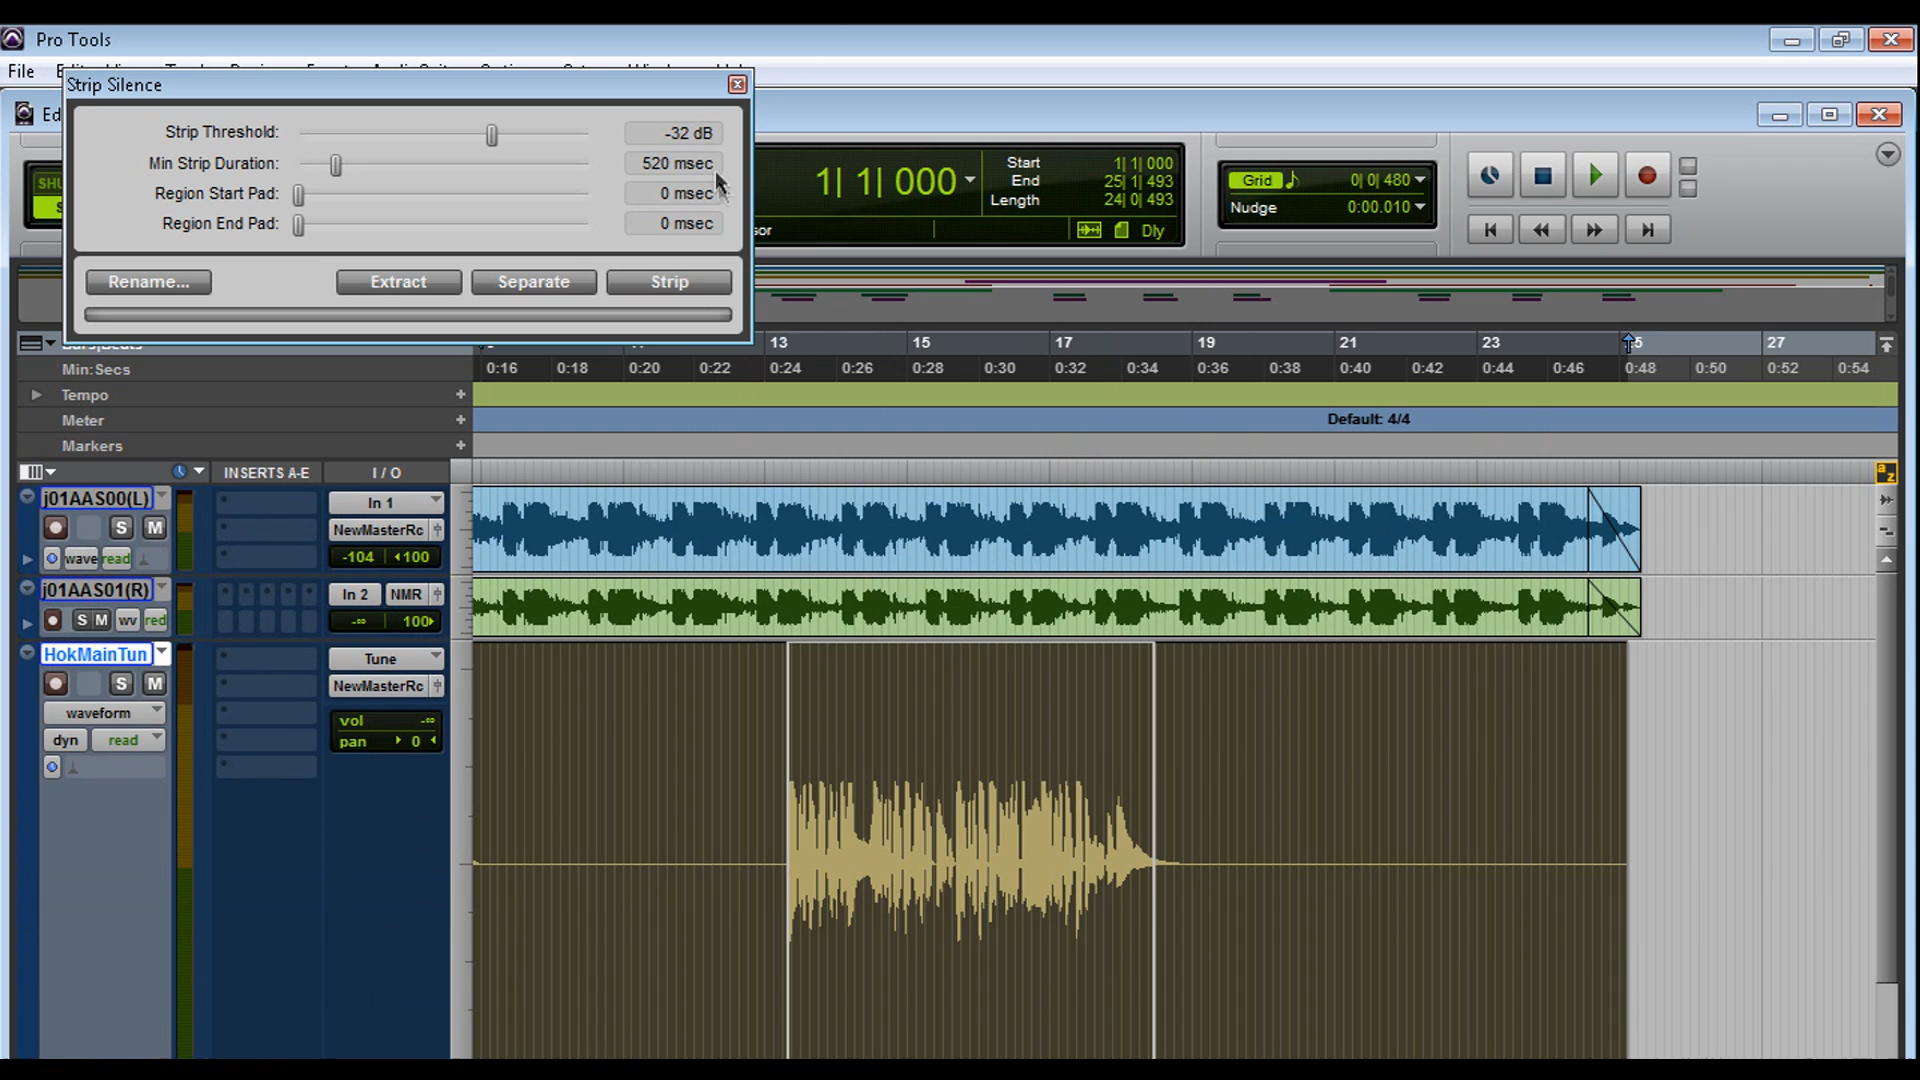 Pro Tools
File
Strip Silence
Ed
Strip Threshold: -32 dB
Min Strip Duration: 520 msec
Region Start Pad: 0 msec
Region End Pad: 0 msec
Rename... Extract Separate Strip
1| 1| 000
Start 1| 1| 000
End 25| 1| 493
Length 24| 0| 493
Dly
Grid 0| 0| 480
Nudge 0:00.010
13 15 17 19 21 23 27
Min:Secs 0:16 0:18 0:20 0:22 0:24 0:26 0:28 0:30 0:32 0:34 0:36 0:38 0:40 0:42 0:44 0:46 0:48 0:50 0:52 0:54
Tempo
Meter Default: 4/4
Markers
INSERTS A-E I / O
a z
j01AAS00(L) In 1
S M NewMasterRc
wave read -104 100
j01AAS01(R) In 2 NMR
S M wv red -∞ 100
HokMainTun Tune
S M NewMasterRc
waveform vol -∞
dyn read pan 0